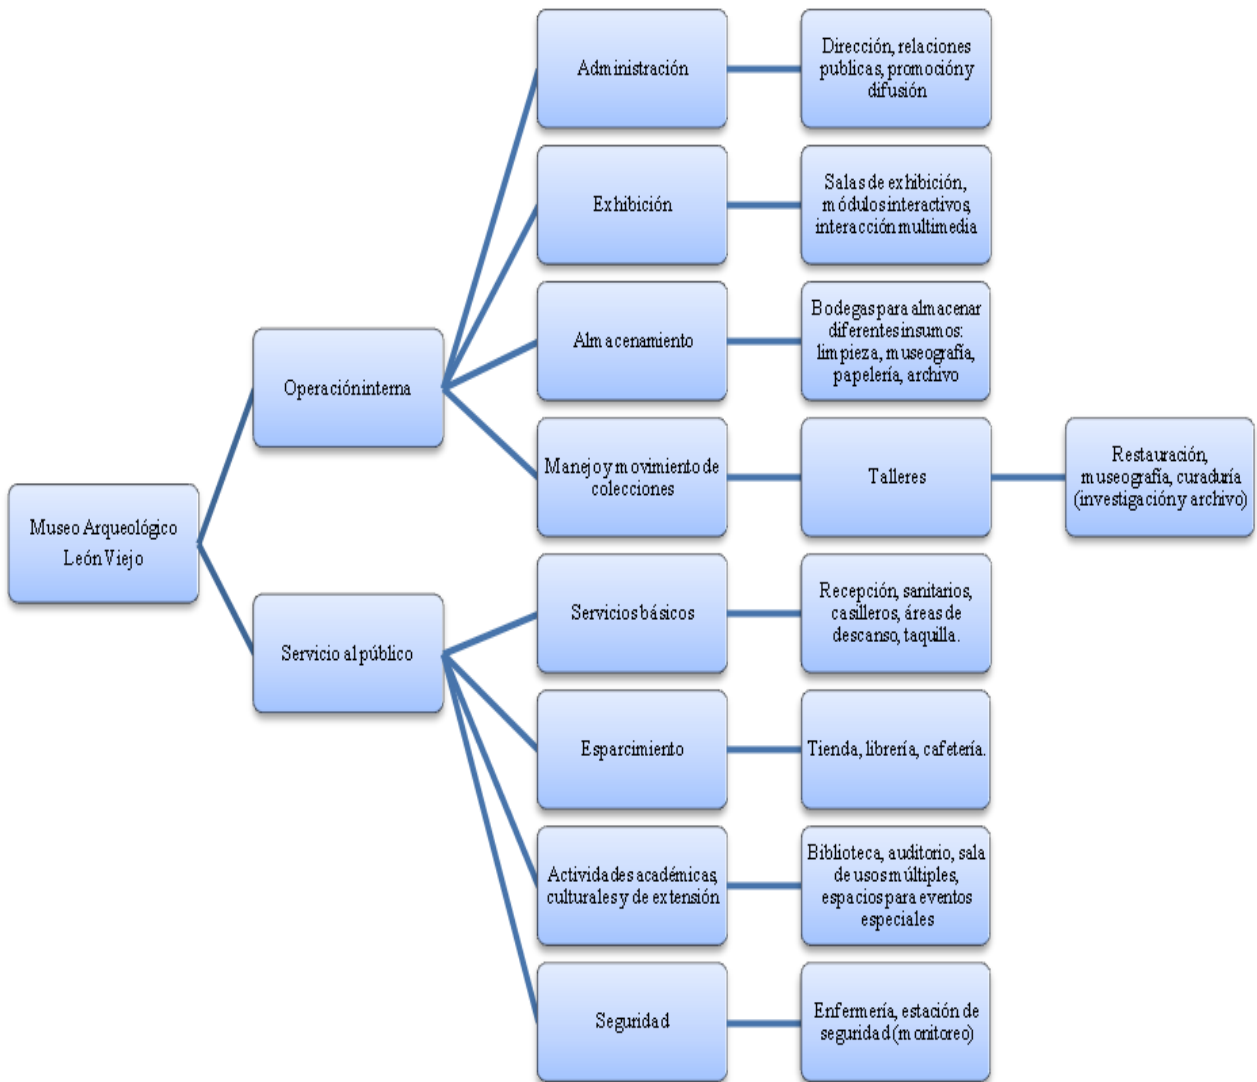 Administración
Dirección, relaciones
publicas, promoción y
difusión
Exhibición
Salas de exhibición,
módulos interactivos,
interacción multimedia
Almacenamiento
Bodegas para almacenar
diferentes insumos:
limpieza, museografía,
papelería, archivo
Operación interna
Manejo y movimiento de
colecciones
Talleres
Restauración,
museografía, curaduría
(investigación y archivo)
Museo Arqueológico
León Viejo
Servicio al público
Servicios básicos
Recepción, sanitarios,
casilleros, áreas de
descanso, taquilla.
Esparcimiento
Tienda, librería, cafetería.
Actividades académicas,
culturales y de extensión
Biblioteca, auditorio, sala
de usos múltiples,
espacios para eventos
especiales
Seguridad
Enfermería, estación de
seguridad (monitoreo)